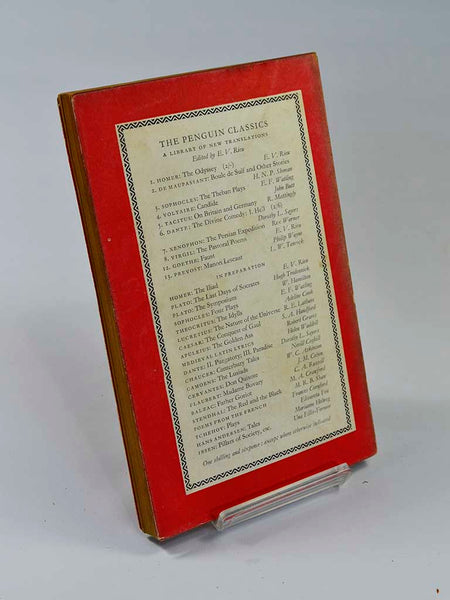 THE PENGUIN CLASSICS
A LIBRARY OF NEW TRANSLATIONS
Edited by E. V. Rieu
1. HOMER: The Odyssey (2/-) E. V. Rieu
2. DE MAUPASSANT: Boule de Suif and Other Stories
H. N. P. Sloman
3. SOPHOCLES: The Theban Plays E. F. Watling
4. VOLTAIRE: Candide John Butt
5. TACITUS: On Britain and Germany H. Mattingly
6. DANTE: The Divine Comedy: I. Hell (2/6)
Dorothy L. Sayers
7. XENOPHON: The Persian Expedition Rex Warner
8. VIRGIL: The Pastoral Poems E. V. Rieu
12. GOETHE: Faust Philip Wayne
13. PREVOST: Manon Lescaut L. W. Tancock
IN PREPARATION
HOMER: The Iliad E. V. Rieu
PLATO: The Last Days of Socrates Hugh Tredennick
PLATO: The Symposium W. Hamilton
SOPHOCLES: Four Plays E. F. Watling
THEOCRITUS: The Idylls
LUCRETIUS: The Nature of the Universe R. E. Latham
CAESAR: The Conquest of Gaul S. A. Handford
APULEIUS: The Golden Ass Robert Graves
MEDIEVAL LATIN LYRICS Helen Waddell
DANTE: II. Purgatory; III. Paradise Dorothy L. Sayers
CHAUCER: Canterbury Tales Nevill Coghill
CAMOENS: The Lusiads W. C. Atkinson
CERVANTES: Don Quixote J. M. Cohen
FLAUBERT: Madame Bovary
BALZAC: Father Goriot M. A. Crawford
STENDHAL: The Red and the Black M. R. B. Shaw
POEMS FROM THE FRENCH
TCHEHOV: Plays Elisaveta Fen
HANS ANDERSEN: Tales
IBSEN: Pillars of Society, etc. Una Ellis-Fermor
One shilling and sixpence: except where otherwise indicated